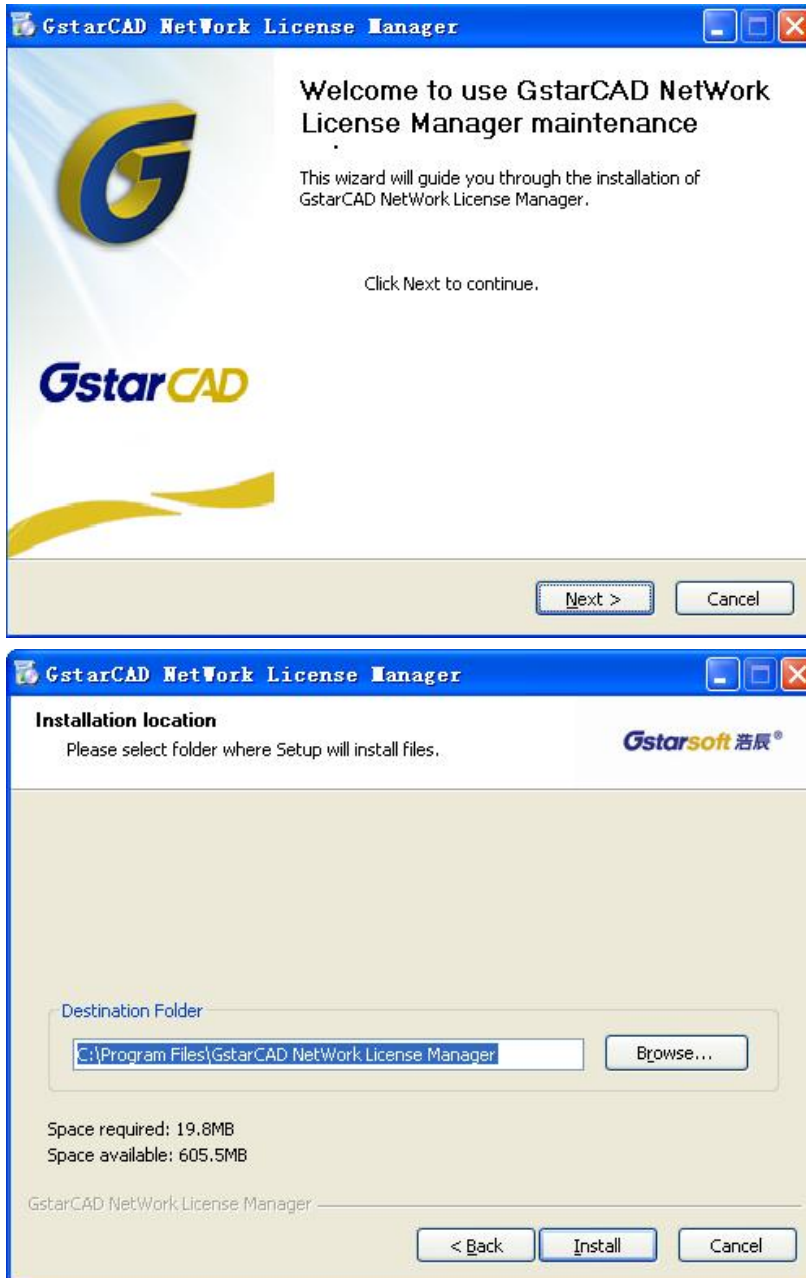 GstarCAD NetWork License Manager
Welcome to use GstarCAD NetWork
License Manager maintenance
This wizard will guide you through the installation of
GstarCAD NetWork License Manager.
Click Next to continue.
GstarCAD
Next >
Cancel
GstarCAD NetWork License Manager
Installation location
Please select folder where Setup will install files.
Gstarsoft 浩辰®
Destination Folder
C:\Program Files\GstarCAD NetWork License Manager
Browse...
Space required: 19.8MB
Space available: 605.5MB
GstarCAD NetWork License Manager
< Back
Install
Cancel